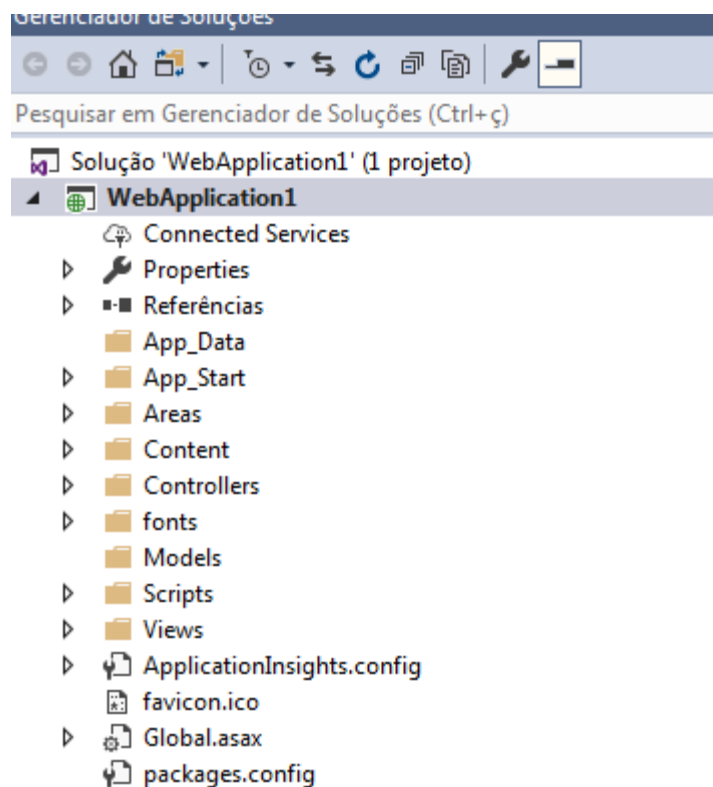 Gerenciador de Soluções
Pesquisar em Gerenciador de Soluções (Ctrl+ç)
Solução 'WebApplication1' (1 projeto)
WebApplication1
Connected Services
Properties
Referências
App_Data
App_Start
Areas
Content
Controllers
fonts
Models
Scripts
Views
ApplicationInsights.config
favicon.ico
Global.asax
packages.config